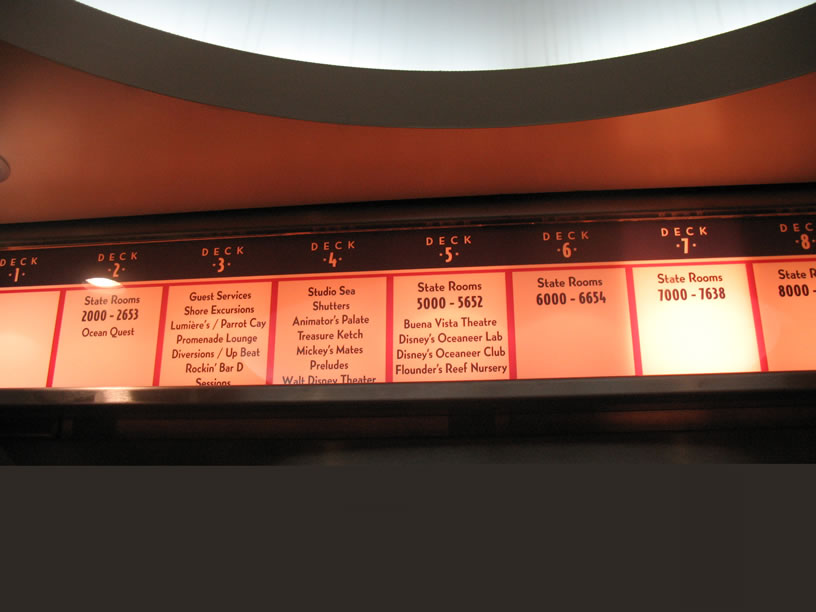 DECK
·1·
DECK
·2·
State Rooms
2000 - 2653
Ocean Quest
DECK
·3·
Guest Services
Shore Excursions
Lumière's / Parrot Cay
Promenade Lounge
Diversions / Up Beat
Rockin' Bar D
Sessions
DECK
·4·
Studio Sea
Shutters
Animator's Palate
Treasure Ketch
Mickey's Mates
Preludes
Walt Disney Theater
DECK
·5·
State Rooms
5000 - 5652
Buena Vista Theatre
Disney's Oceaneer Lab
Disney's Oceaneer Club
Flounder's Reef Nursery
DECK
·6·
State Rooms
6000 - 6654
DECK
·7·
State Rooms
7000 - 7638
DEC
·8·
State R
8000 -